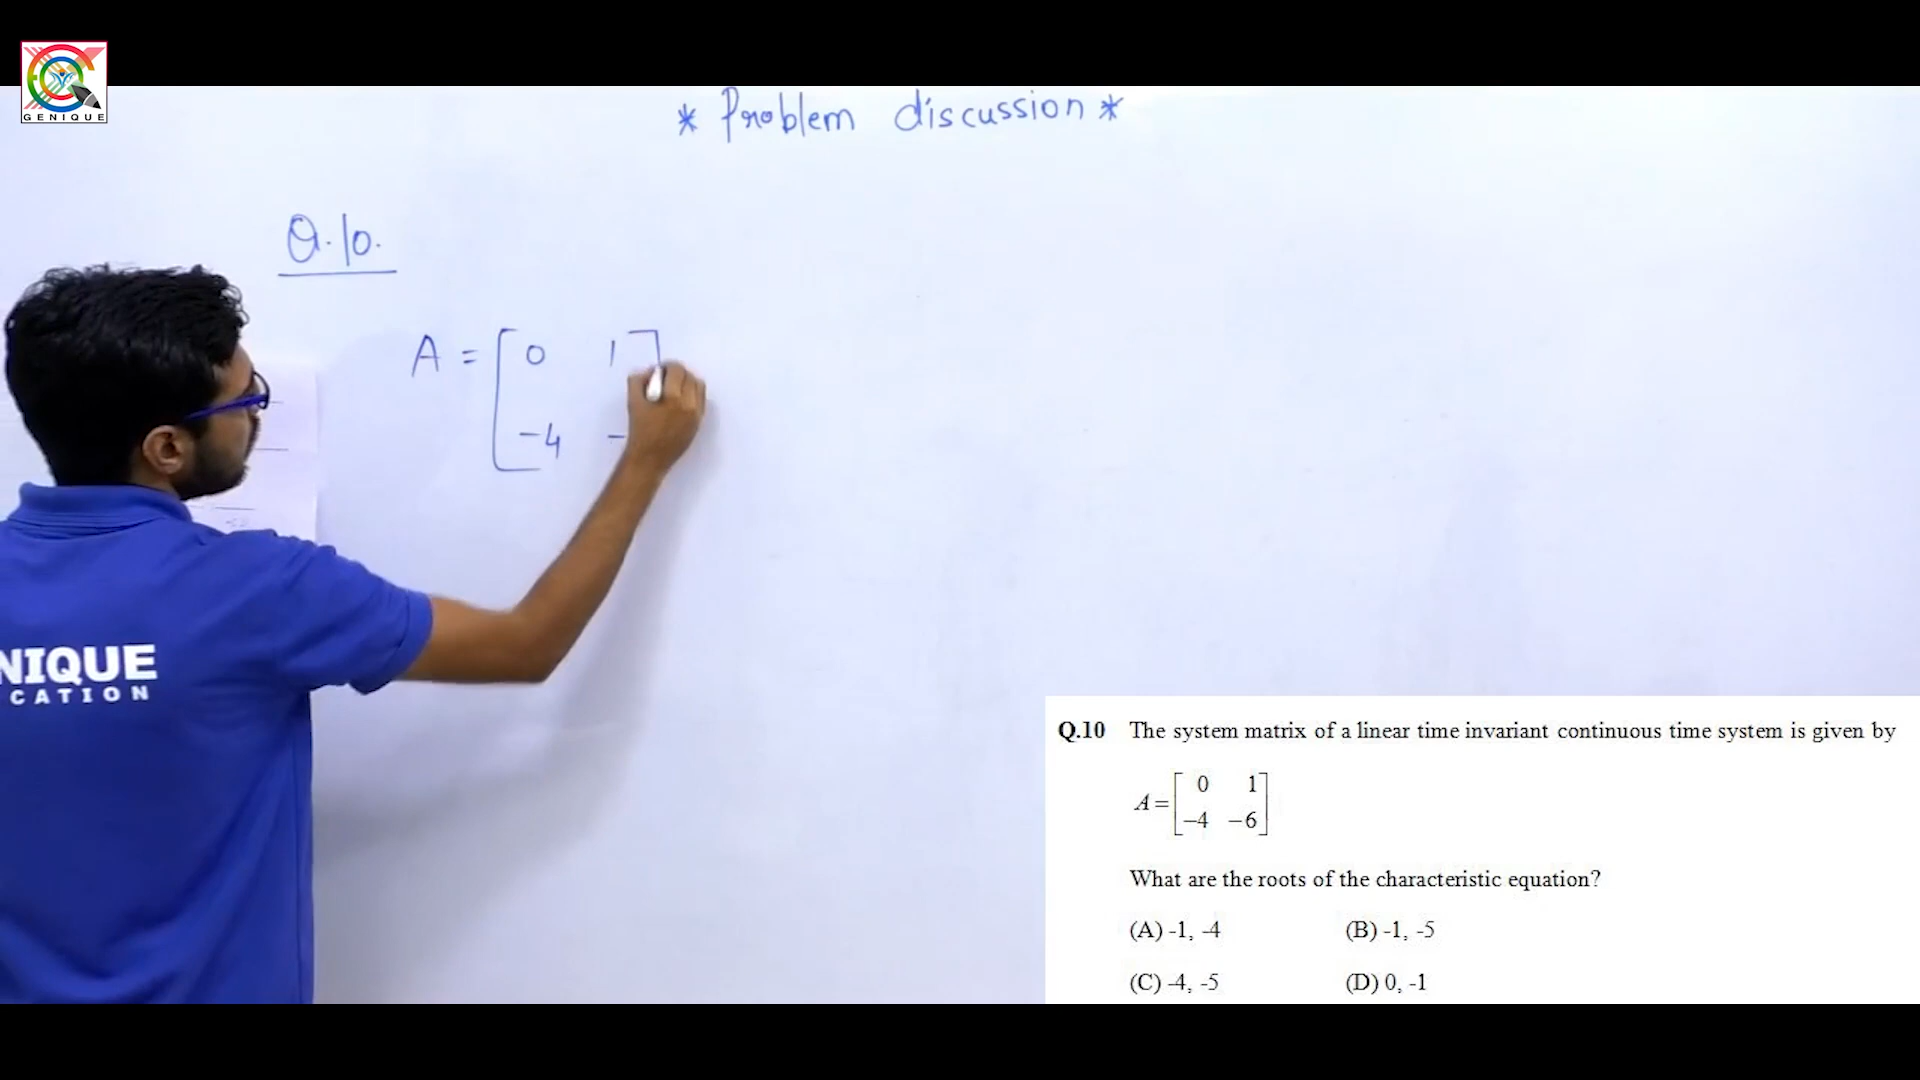 GENIQUE
* Problem discussion *
Q.10.
A = [ 0 1 ]
-4 -
NIQUE
CATION
Q.10 The system matrix of a linear time invariant continuous time system is given by
A = [ 0 1
-4 -6 ]
What are the roots of the characteristic equation?
(A) -1, -4 (B) -1, -5
(C) -4, -5 (D) 0, -1